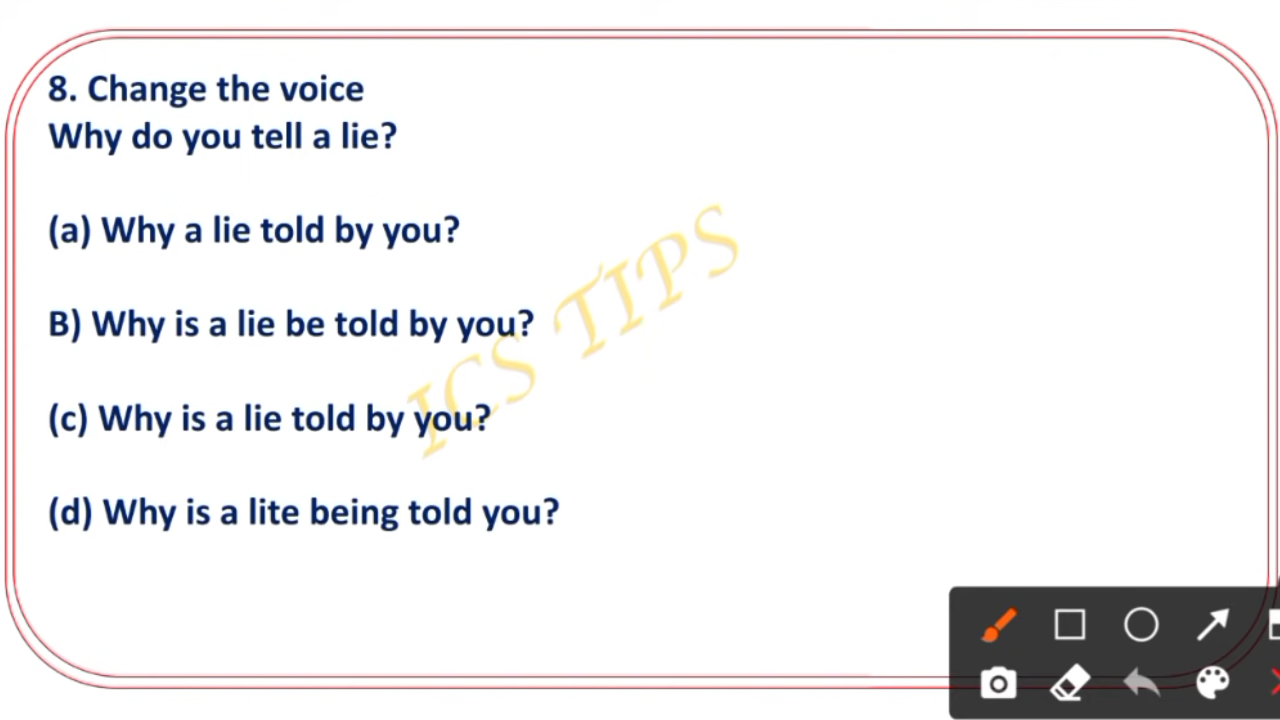 8. Change the voice
Why do you tell a lie?
(a) Why a lie told by you?
B) Why is a lie be told by you?
(c) Why is a lie told by you?
(d) Why is a lite being told you?
ICS TIPS